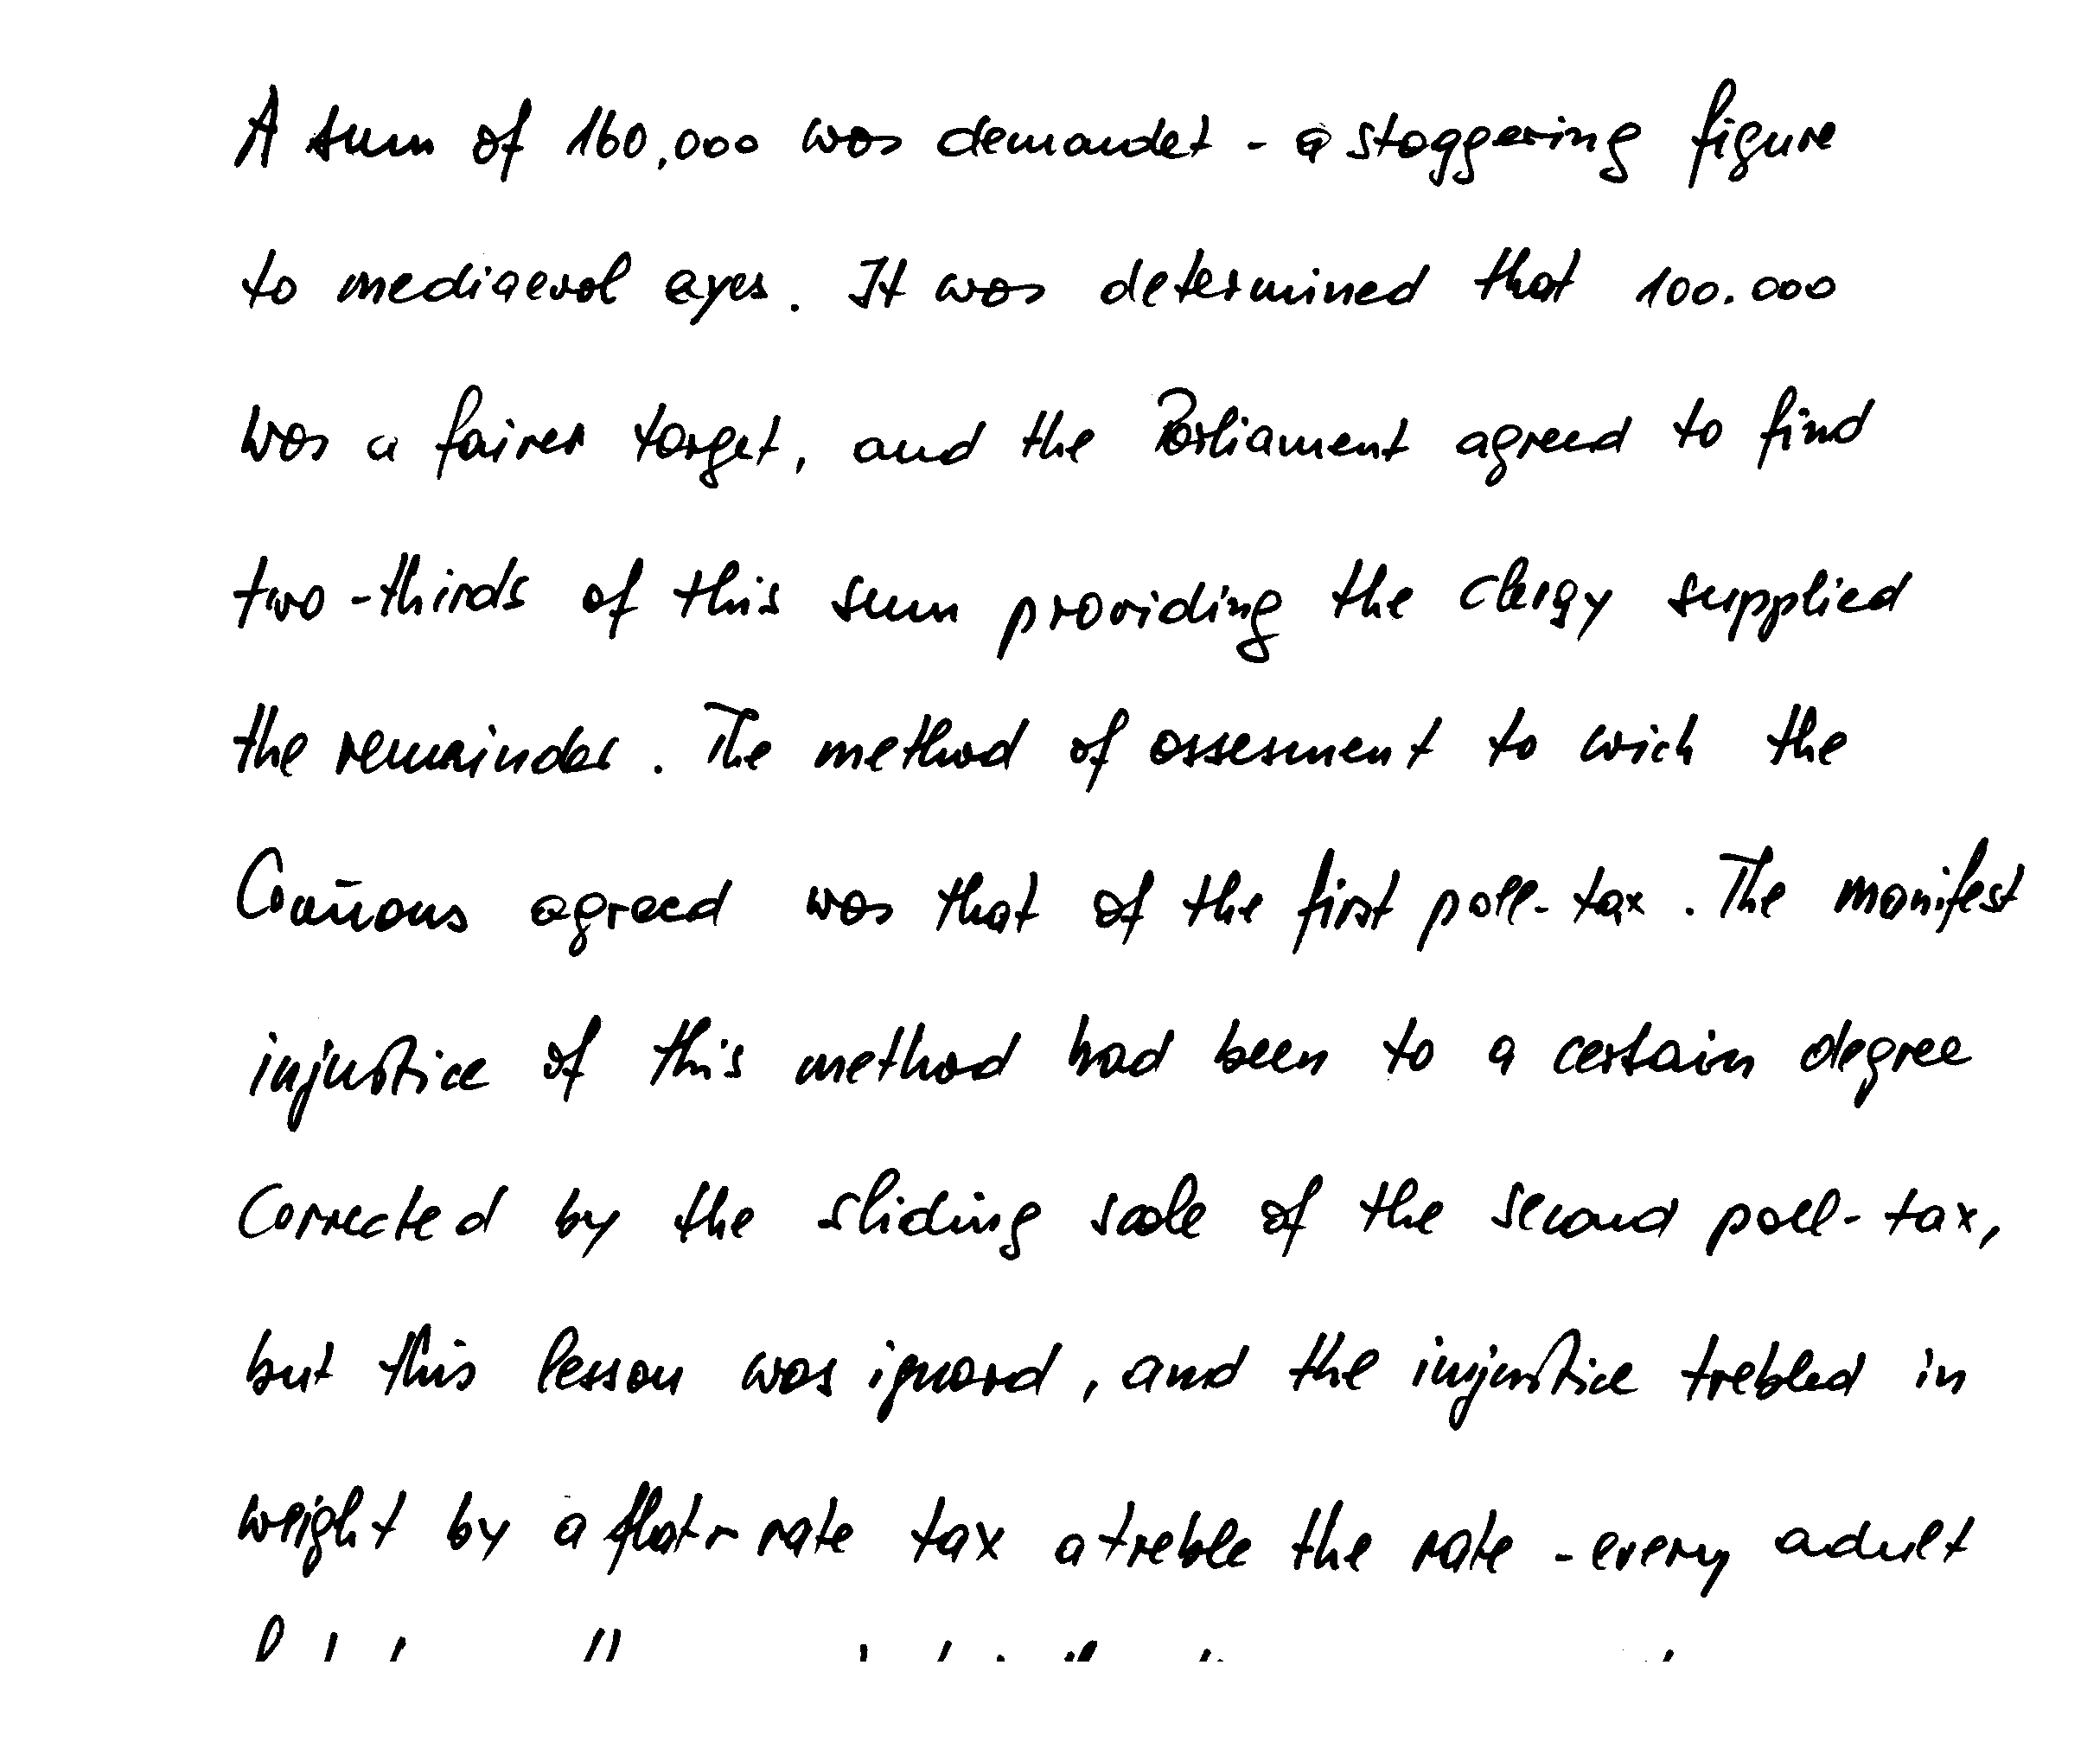 A sum of 160,000 was demandet - a staggering figure
to mediaeval eyes. It was determined that 100.000
was a fairer target, and the Parliament agreed to find
two-thirds of this sum providing the clergy supplied
the remainder. The method of assesment to wich the
Com̄ons agreed was that of the first poll-tax. The manifest
injustice of this method had been to a certain degree
corrected by the sliding scale of the second poll-tax,
but this lesson was ignord, and the injustice trebled in
weight by a flat-rate tax a treble the rate - every adult